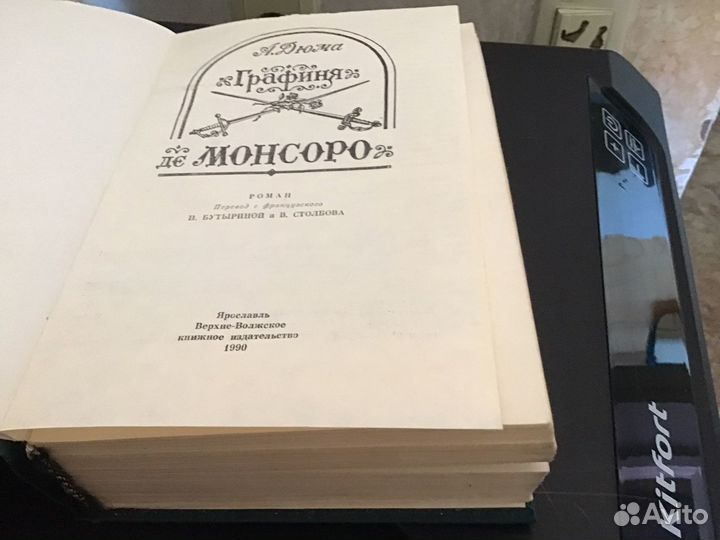 А. Дюма
Графиня
де МОНСОРО
РОМАН
Перевод с французского
Н. БУТЫРИНОЙ и В. СТОЛБОВА
Ярославль
Верхне-Волжское
книжное издательство
1990
Kitfort
Avito